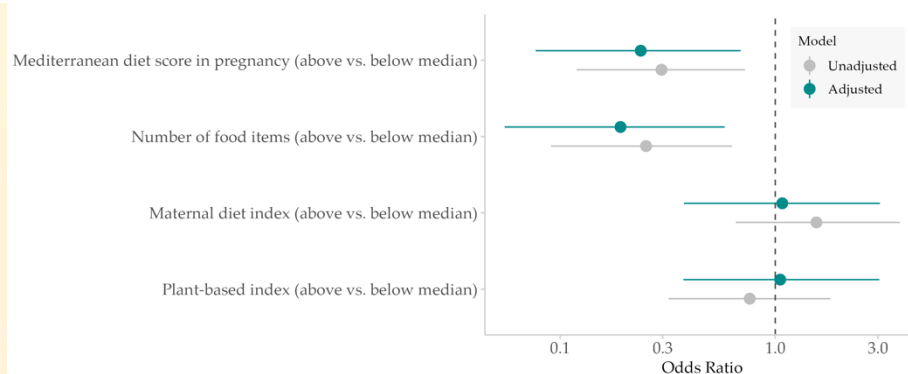 Model
Unadjusted
Adjusted
Mediterranean diet score in pregnancy (above vs. below median)
Number of food items (above vs. below median)
Maternal diet index (above vs. below median)
Plant-based index (above vs. below median)
0.1 0.3 1.0 3.0
Odds Ratio